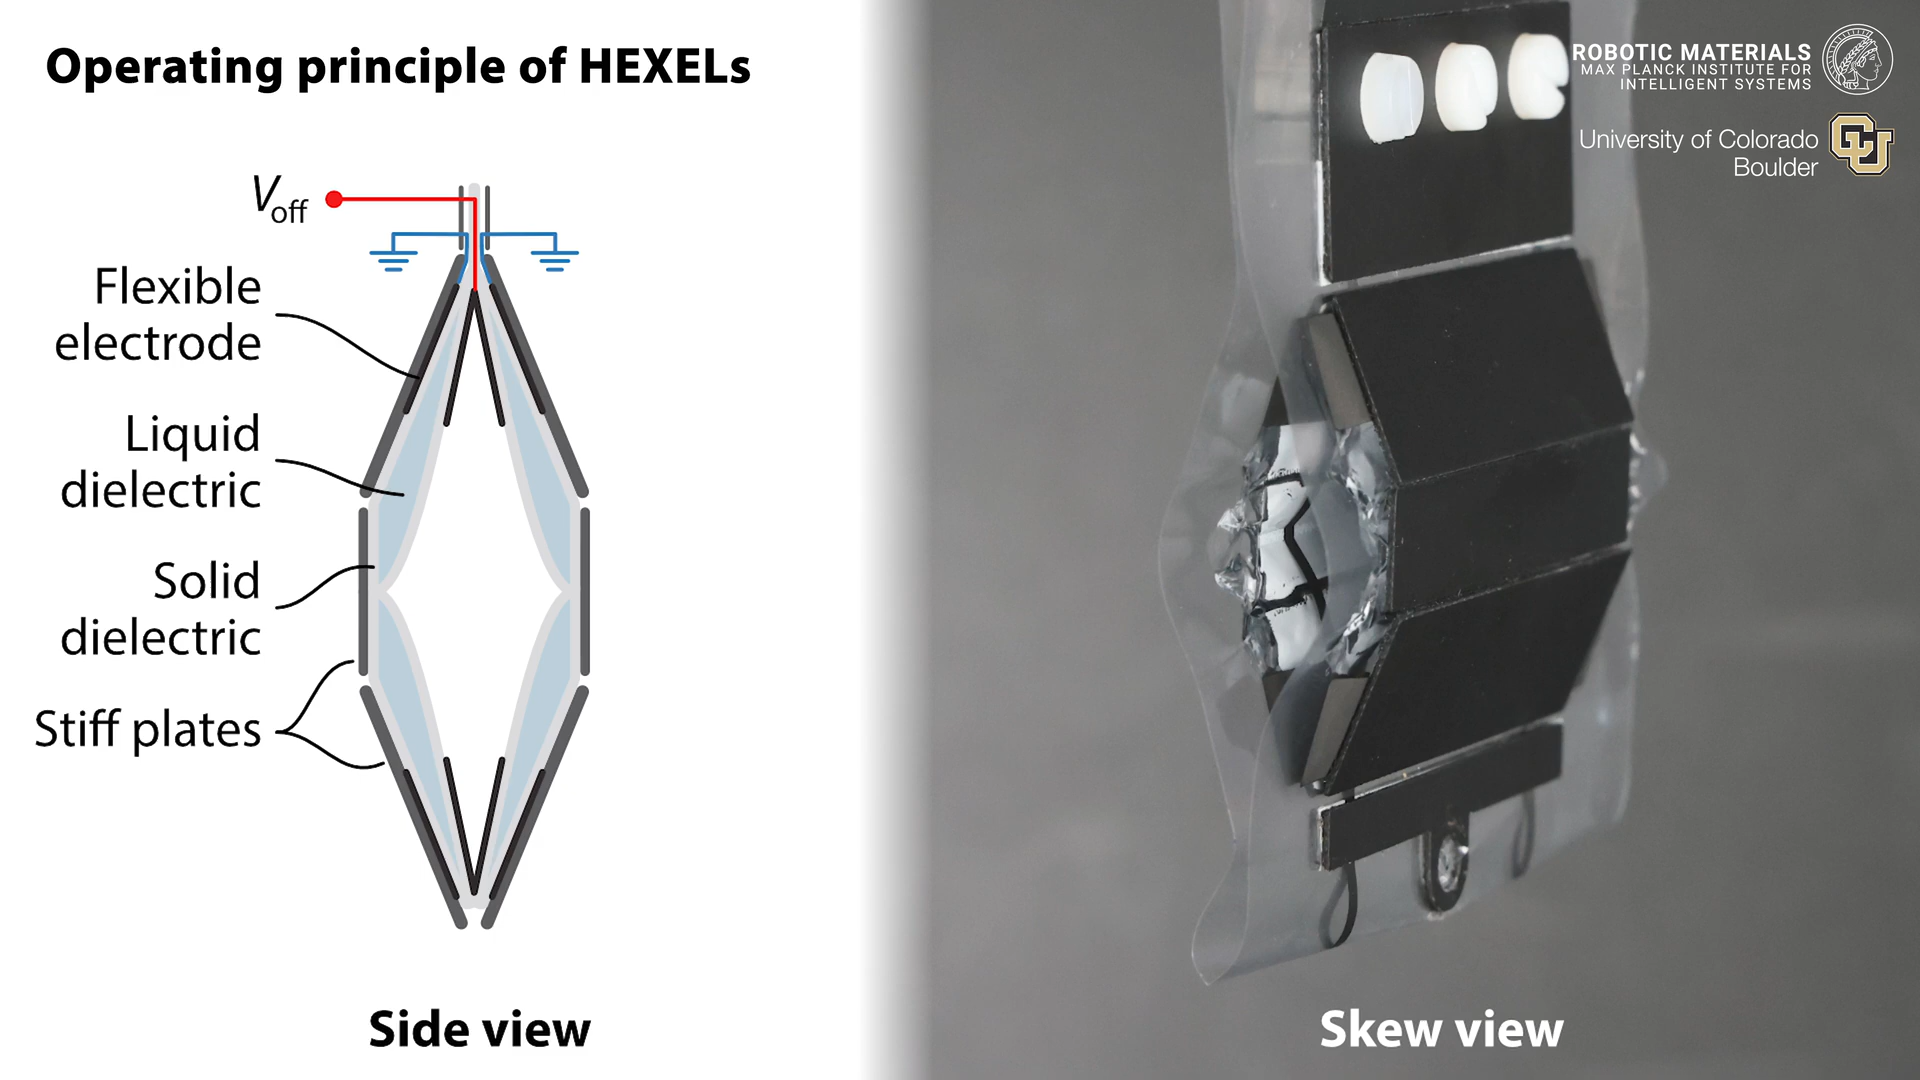 Operating principle of HEXELs
Voff
Flexible
electrode
Liquid
dielectric
Solid
dielectric
Stiff plates
Side view
ROBOTIC MATERIALS
MAX PLANCK INSTITUTE FOR
INTELLIGENT SYSTEMS
University of Colorado
Boulder
CU
Skew view